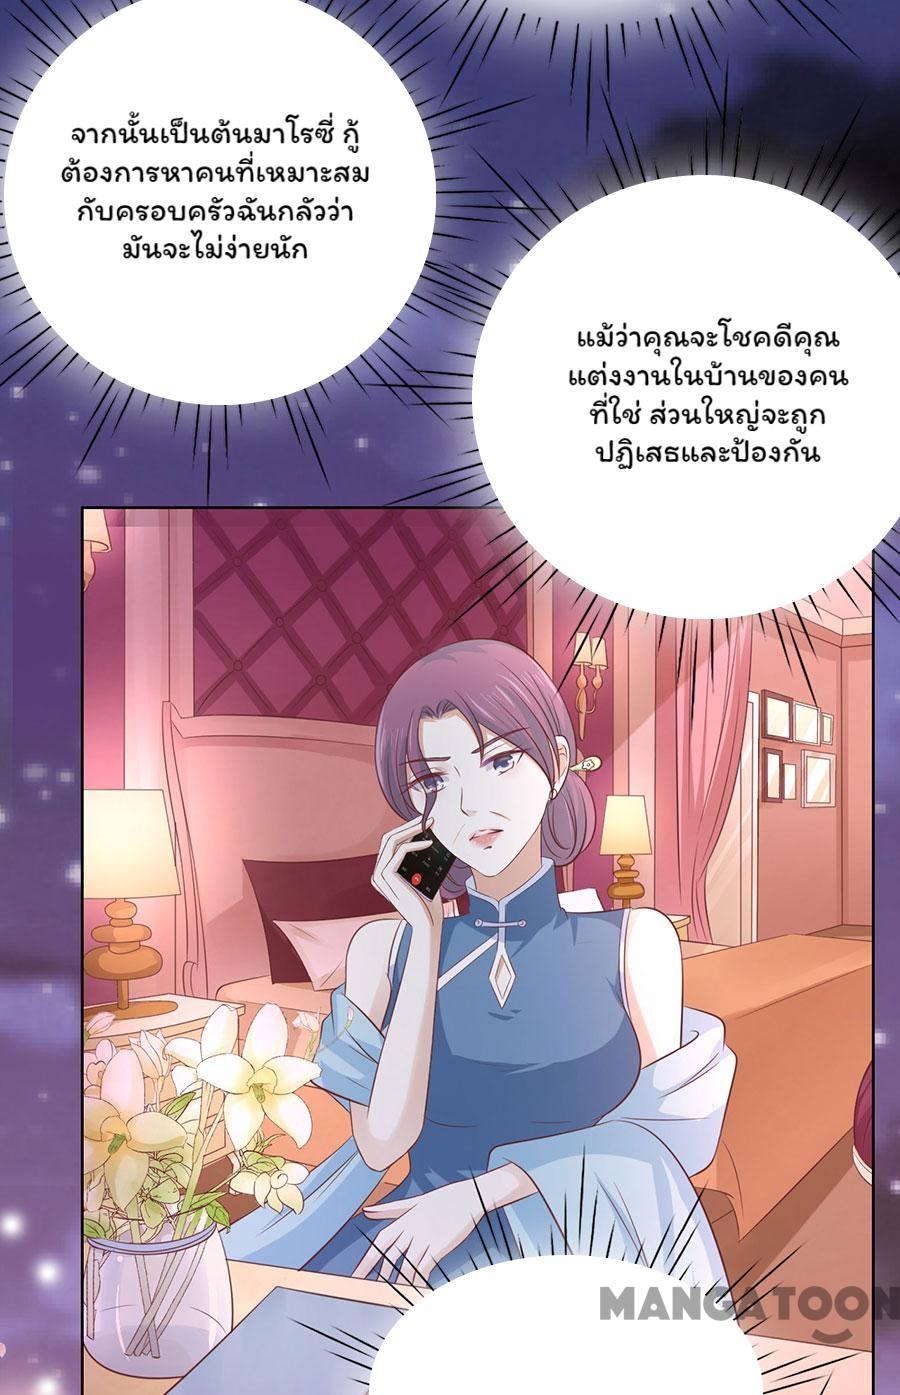 จากนั้นเป็นต้นมาโรซี่ กู้
ต้องการหาคนที่เหมาะสม
กับครอบครัวฉันกลัวว่า
มันจะไม่ง่ายนัก
แม้ว่าคุณจะโชคดีคุณ
แต่งงานในบ้านของคน
ที่ใช่ ส่วนใหญ่จะถูก
ปฏิเสธและป้องกัน
MANGATOON